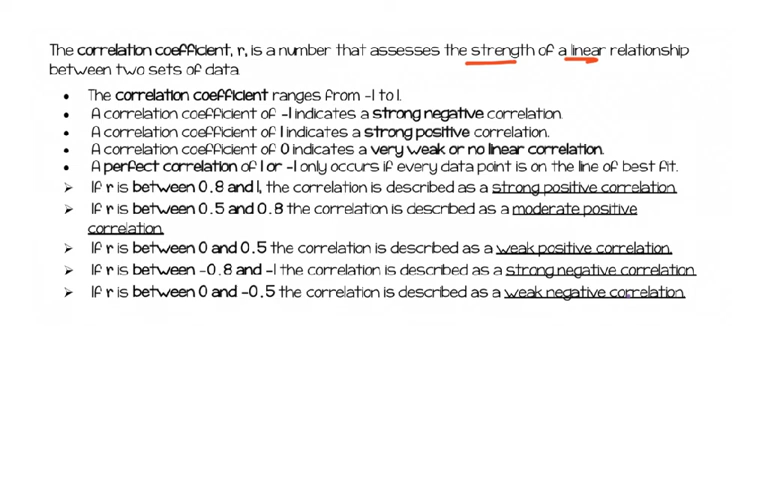 The correlation coefficient, r, is a number that assesses the strength of a linear relationship
between two sets of data.
• The correlation coefficient ranges from -1 to 1.
• A correlation coefficient of -1 indicates a strong negative correlation.
• A correlation coefficient of 1 indicates a strong positive correlation.
• A correlation coefficient of 0 indicates a very weak or no linear correlation.
• A perfect correlation of 1 or -1 only occurs if every data point is on the line of best fit.
➢ If r is between 0.8 and 1, the correlation is described as a strong positive correlation
➢ If r is between 0.5 and 0.8 the correlation is described as a moderate positive
correlation
➢ If r is between 0 and 0.5 the correlation is described as a weak positive correlation
➢ If r is between -0.8 and -1 the correlation is described as a strong negative correlation
➢ If r is between 0 and -0.5 the correlation is described as a weak negative correlation